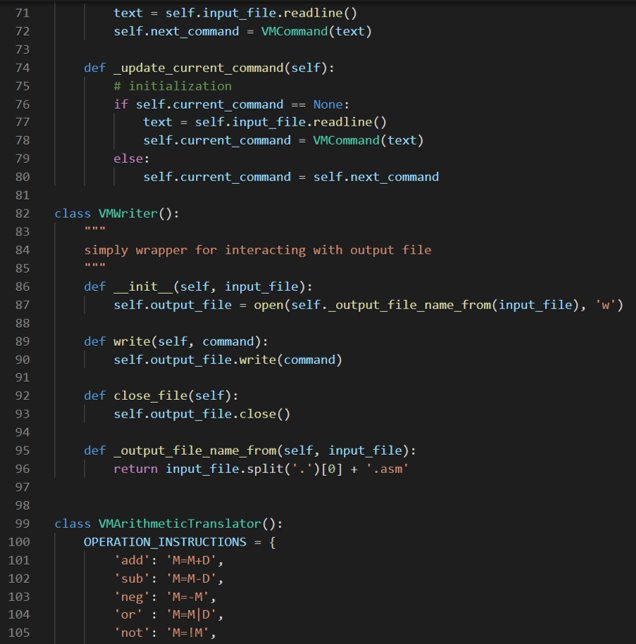 71 text = self.input_file.readline()
72 self.next_command = VMCommand(text)
73
74 def _update_current_command(self):
75 # initialization
76 if self.current_command == None:
77 text = self.input_file.readline()
78 self.current_command = VMCommand(text)
79 else:
80 self.current_command = self.next_command
81
82 class VMWriter():
83 """
84 simply wrapper for interacting with output file
85 """
86 def __init__(self, input_file):
87 self.output_file = open(self._output_file_name_from(input_file), 'w')
88
89 def write(self, command):
90 self.output_file.write(command)
91
92 def close_file(self):
93 self.output_file.close()
94
95 def _output_file_name_from(self, input_file):
96 return input_file.split('.')[0] + '.asm'
97
98
99 class VMArithmeticTranslator():
100 OPERATION_INSTRUCTIONS = {
101 'add': 'M=M+D',
102 'sub': 'M=M-D',
103 'neg': 'M=-M',
104 'or' : 'M=M|D',
105 'not': 'M=!M',